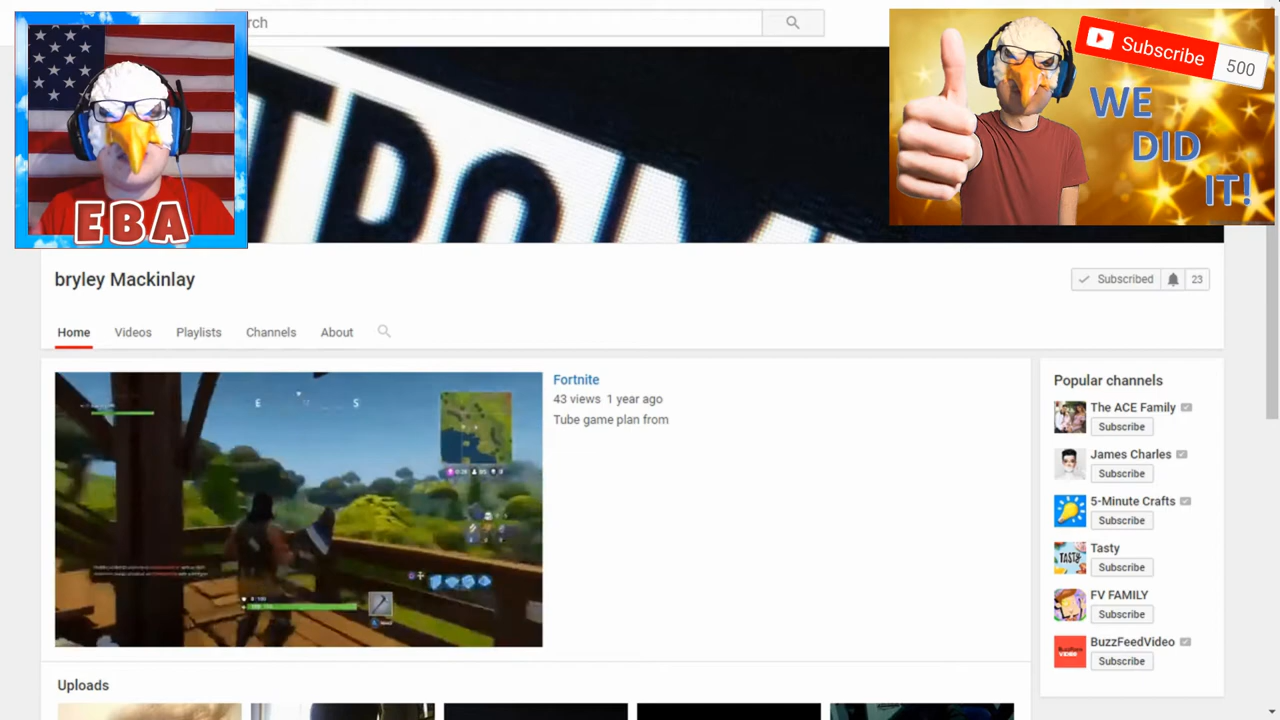 rch
EBA
Subscribe 500
WE
DID
IT!
bryley Mackinlay
Subscribed 23
Home Videos Playlists Channels About
E S
Fortnite
43 views 1 year ago
Tube game plan from
Popular channels
The ACE Family
Subscribe
James Charles
Subscribe
5-Minute Crafts
Subscribe
Tasty
TASTY
Subscribe
FV FAMILY
Subscribe
BuzzFeedVideo
Subscribe
Uploads